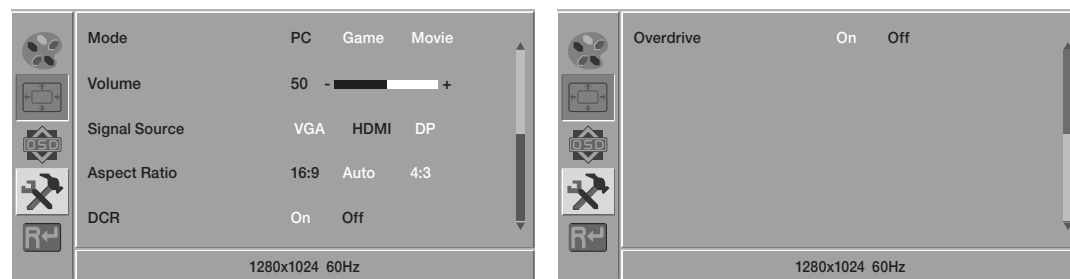 Mode PC Game Movie
Volume 50 - +
Signal Source VGA HDMI DP
Aspect Ratio 16:9 Auto 4:3
DCR On Off
OSD
R
1280x1024 60Hz
Overdrive On Off
OSD
R
1280x1024 60Hz